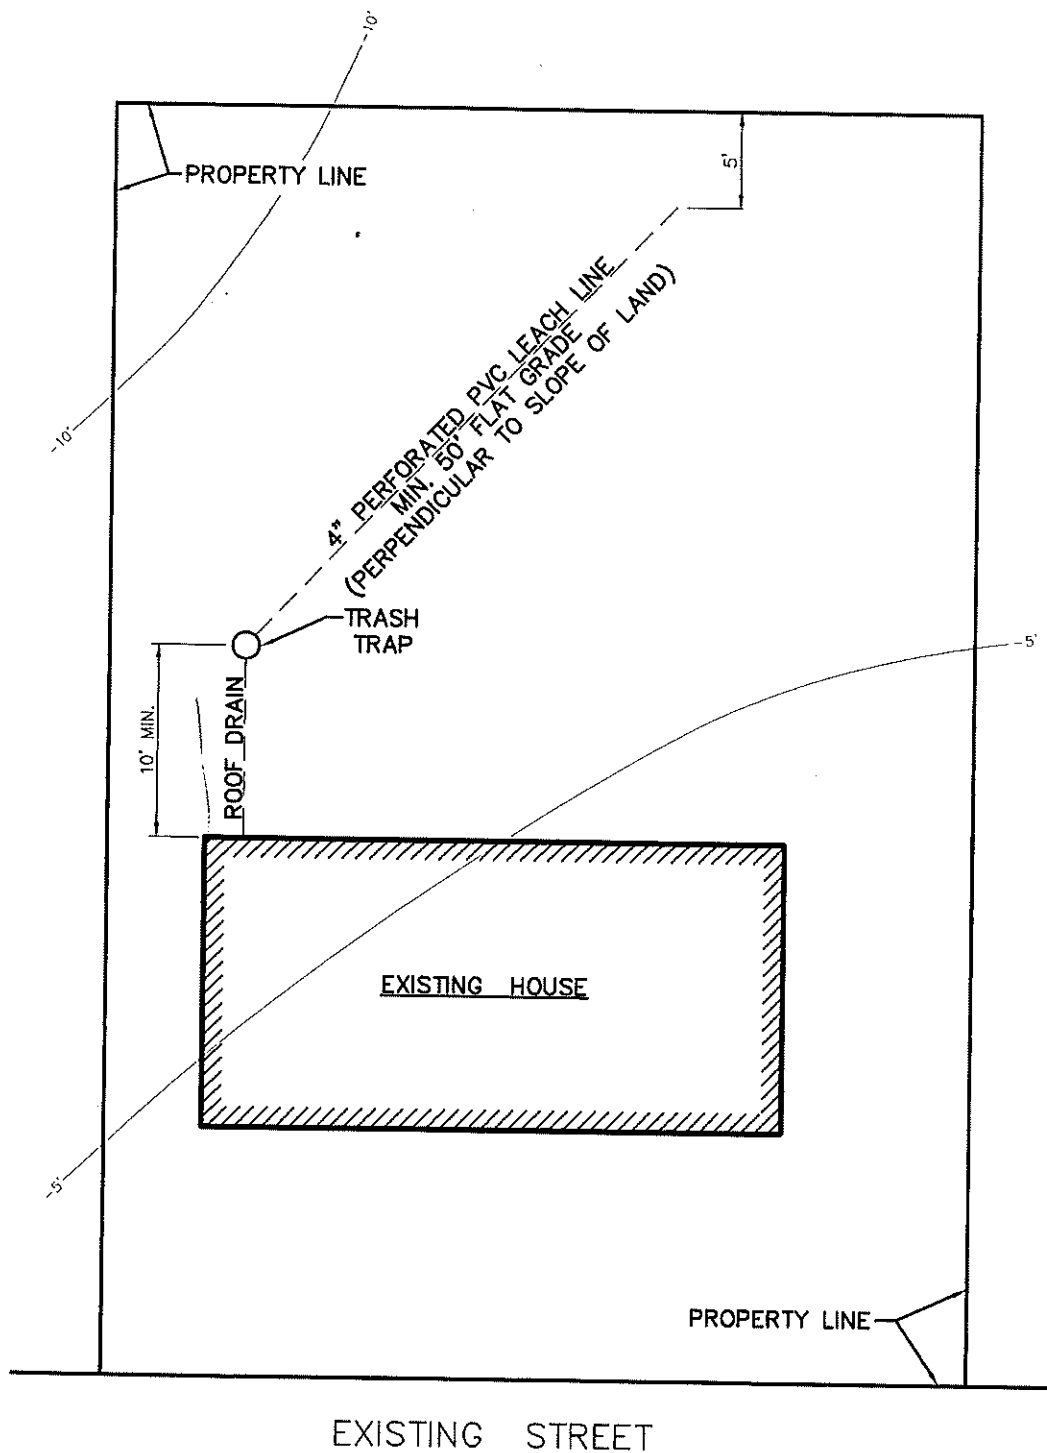 -10'
5'
PROPERTY LINE
4" PERFORATED PVC LEACH LINE
MIN. 50' FLAT GRADE
(PERPENDICULAR TO SLOPE OF LAND)
-10'
TRASH
TRAP
-5'
10' MIN.
ROOF DRAIN
EXISTING HOUSE
-5'
PROPERTY LINE
EXISTING STREET